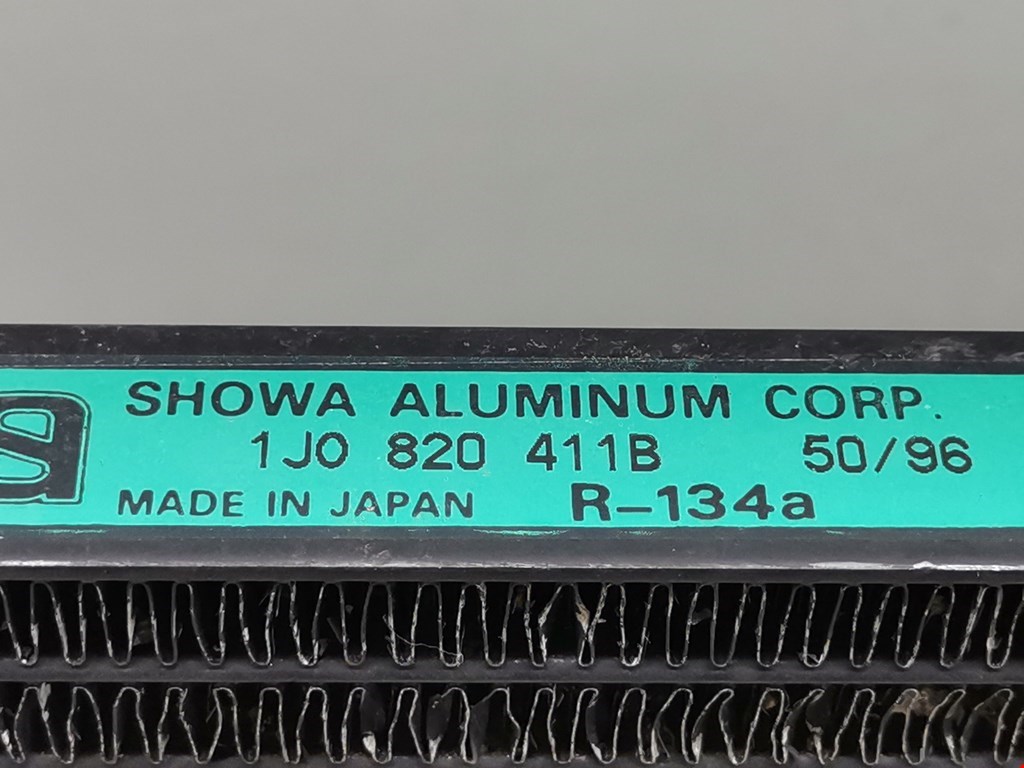 SHOWA ALUMINUM CORP.
1J0 820 411B 50/96
MADE IN JAPAN R-134a